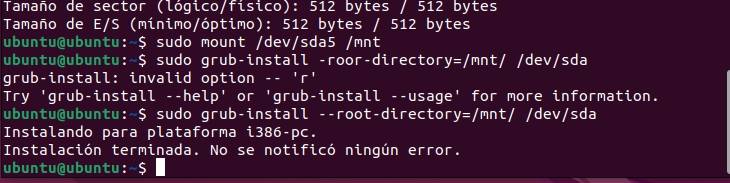 Tamaño de sector (lógico/físico): 512 bytes / 512 bytes
Tamaño de E/S (mínimo/óptimo): 512 bytes / 512 bytes
ubuntu@ubuntu:~$ sudo mount /dev/sda5 /mnt
ubuntu@ubuntu:~$ sudo grub-install -roor-directory=/mnt/ /dev/sda
grub-install: invalid option -- 'r'
Try 'grub-install --help' or 'grub-install --usage' for more information.
ubuntu@ubuntu:~$ sudo grub-install --root-directory=/mnt/ /dev/sda
Instalando para plataforma i386-pc.
Instalación terminada. No se notificó ningún error.
ubuntu@ubuntu:~$